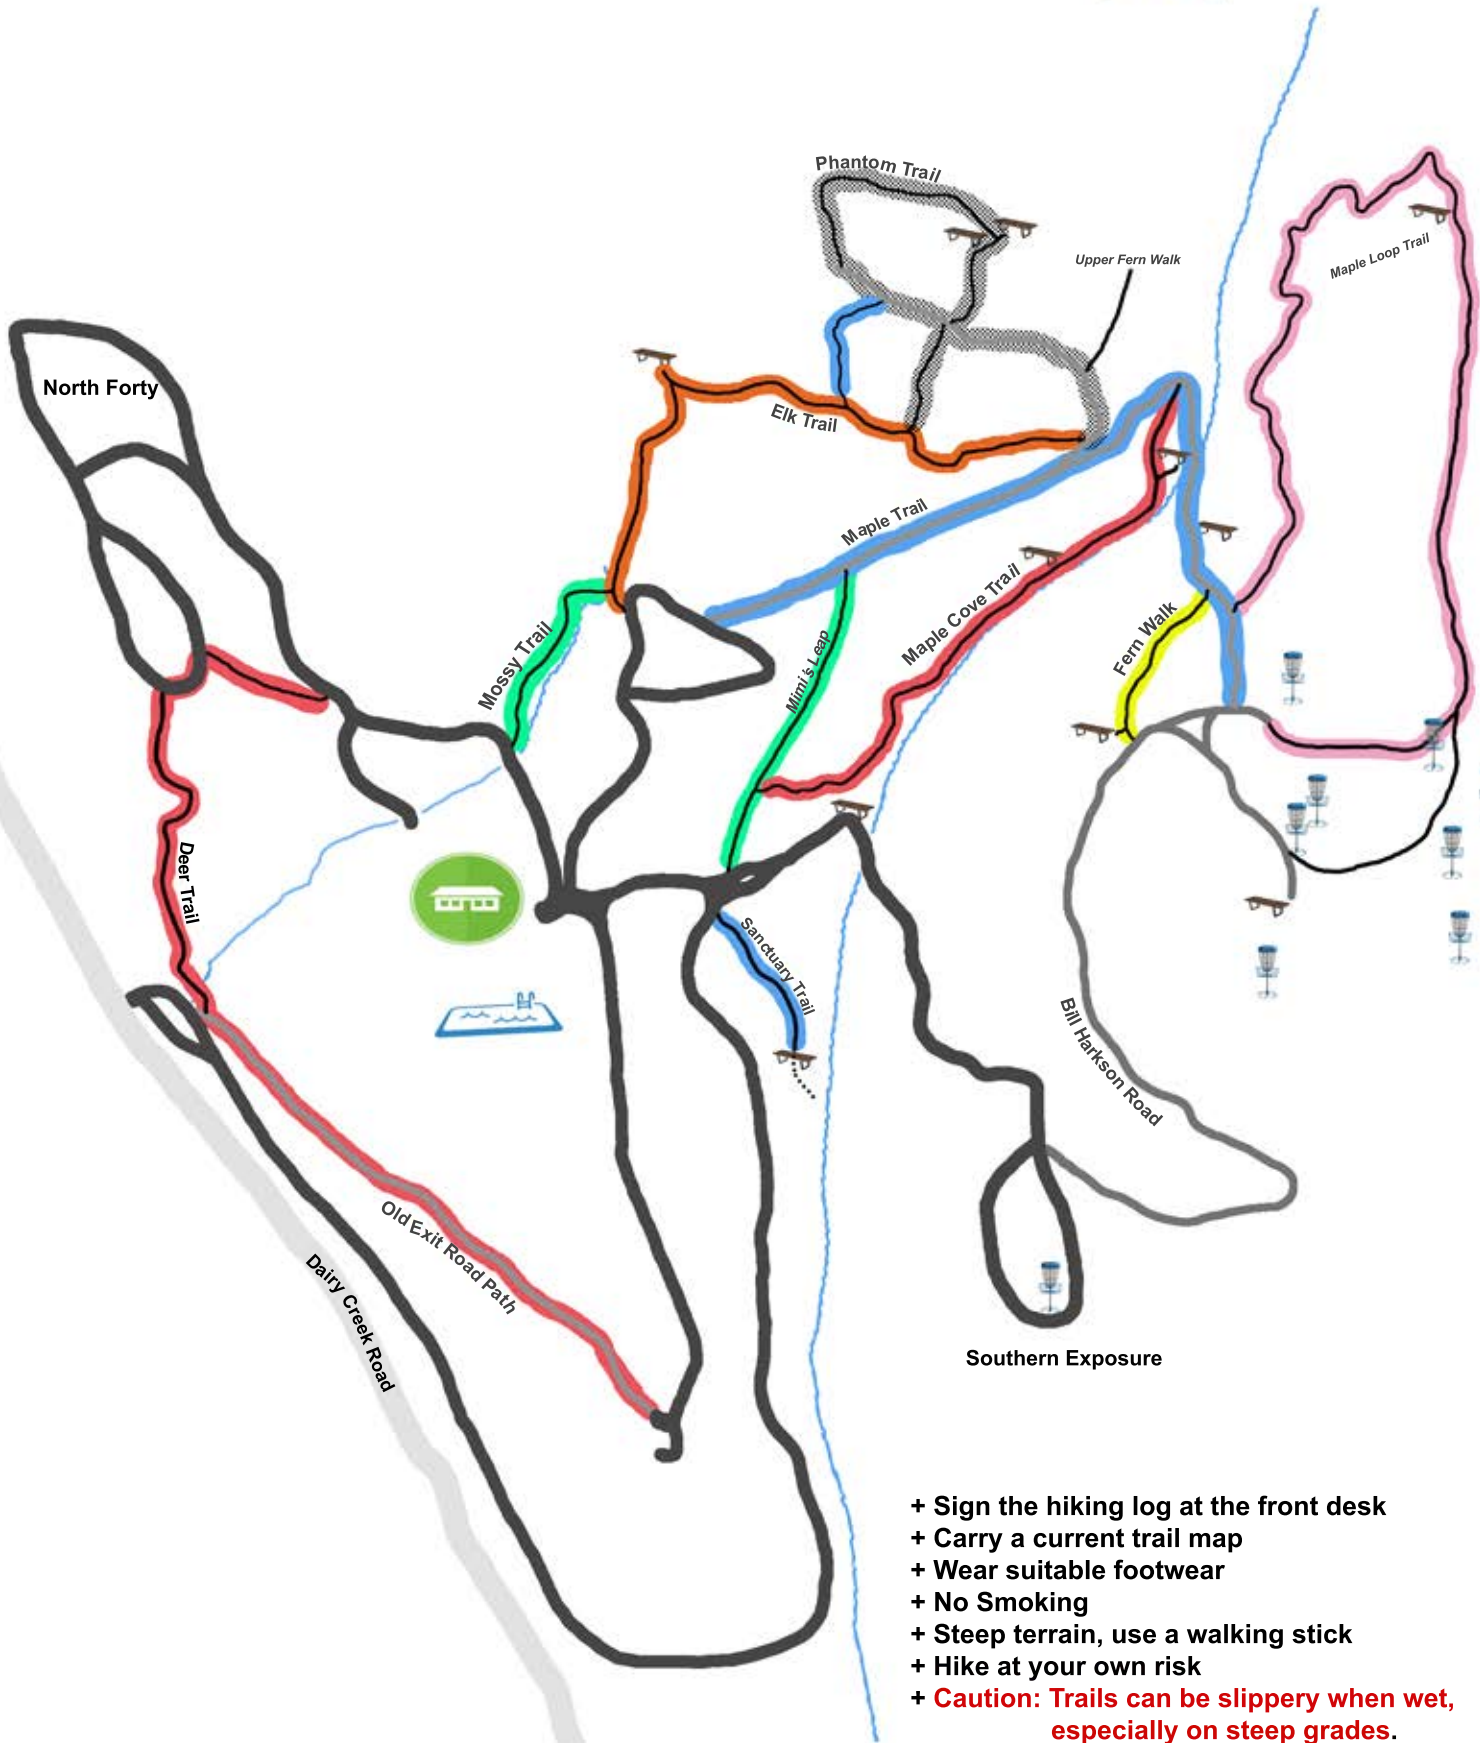 Phantom Trail
Upper Fern Walk
Maple Loop Trail
North Forty
Elk Trail
Maple Trail
Maple Cove Trail
Mossy Trail
Mimi's Leap
Fern Walk
Deer Trail
Sanctuary Trail
Bill Harkson Road
Old Exit Road Path
Dairy Creek Road
Southern Exposure
+ Sign the hiking log at the front desk
+ Carry a current trail map
+ Wear suitable footwear
+ No Smoking
+ Steep terrain, use a walking stick
+ Hike at your own risk
+ Caution: Trails can be slippery when wet,
especially on steep grades.